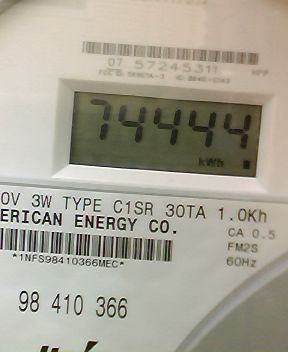 07 57245311
74444
kWh
0V 3W TYPE C1SR 30TA 1.0Kh
ERICAN ENERGY CO.
CA 0.5
FM2S
60Hz
*1NFS98410366MEC*
98 410 366